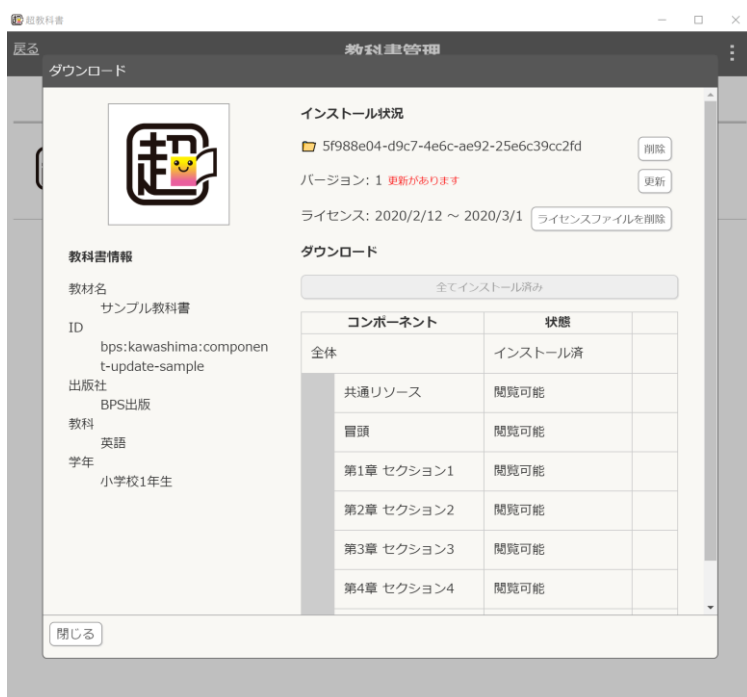 超教科書
戻る
教科書管理
ダウンロード
超
教科書情報
教材名
サンプル教科書
ID
bps:kawashima:componen
t-update-sample
出版社
BPS出版
教科
英語
学年
小学校1年生
インストール状況
5f988e04-d9c7-4e6c-ae92-25e6c39cc2fd 削除
バージョン: 1 更新があります 更新
ライセンス: 2020/2/12 ～ 2020/3/1 ライセンスファイルを削除
ダウンロード
全てインストール済み
コンポーネント 状態
全体 インストール済
共通リソース 閲覧可能
冒頭 閲覧可能
第1章 セクション1 閲覧可能
第2章 セクション2 閲覧可能
第3章 セクション3 閲覧可能
第4章 セクション4 閲覧可能
閉じる